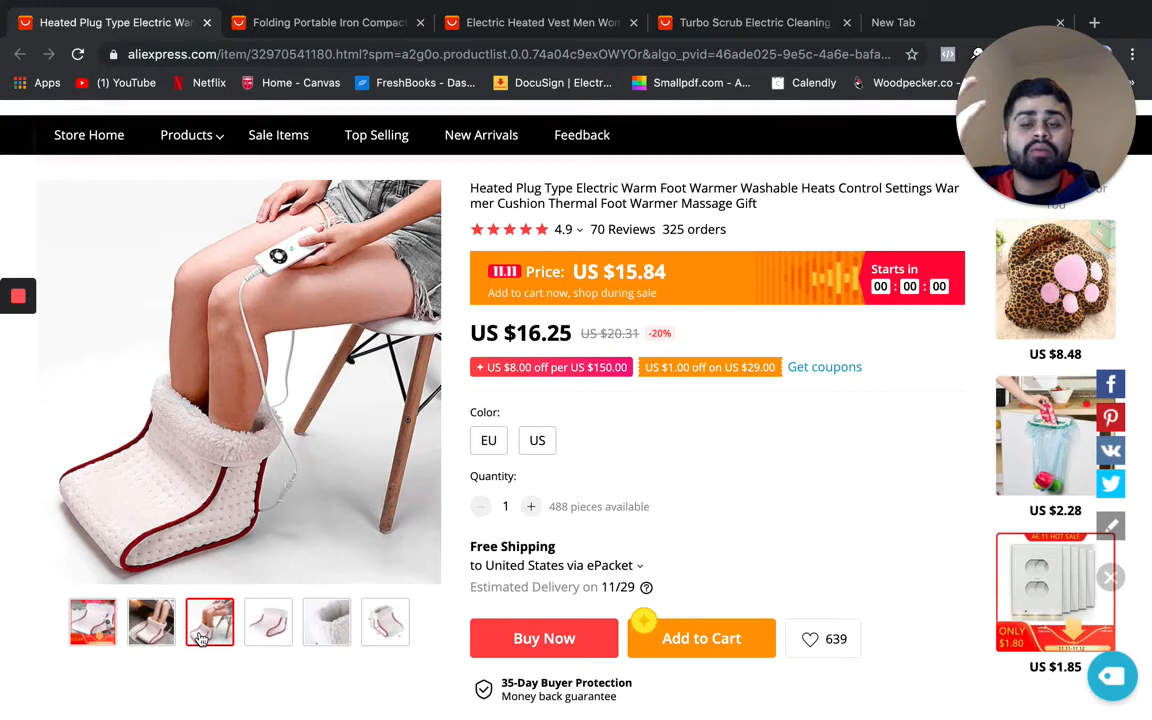 Heated Plug Type Electric War
Folding Portable Iron Compact
Electric Heated Vest Men Wom
Turbo Scrub Electric Cleaning
New Tab
aliexpress.com/item/32970541180.html?spm=a2g0o.productlist.0.0.74a04c9exOWYOr&algo_pvid=46ade025-9e5c-4a6e-bafa...
Apps
(1) YouTube
Netflix
Home - Canvas
FreshBooks - Das...
DocuSign | Electr...
Smallpdf.com - A...
Calendly
Woodpecker.co -
Store Home
Products
Sale Items
Top Selling
New Arrivals
Feedback
Heated Plug Type Electric Warm Foot Warmer Washable Heats Control Settings War
mer Cushion Thermal Foot Warmer Massage Gift
4.9
70 Reviews
325 orders
11.11 Price: US $15.84
Add to cart now, shop during sale
Starts in
00 : 00 : 00
US $16.25
US $20.31
-20%
US $8.00 off per US $150.00
US $1.00 off on US $29.00
Get coupons
Color:
EU
US
Quantity:
1
488 pieces available
Free Shipping
to United States via ePacket
Estimated Delivery on 11/29
Buy Now
Add to Cart
639
35-Day Buyer Protection
Money back guarantee
US $8.48
US $2.28
AE 11 HOT SALE
ONLY
$1.80
US $1.85